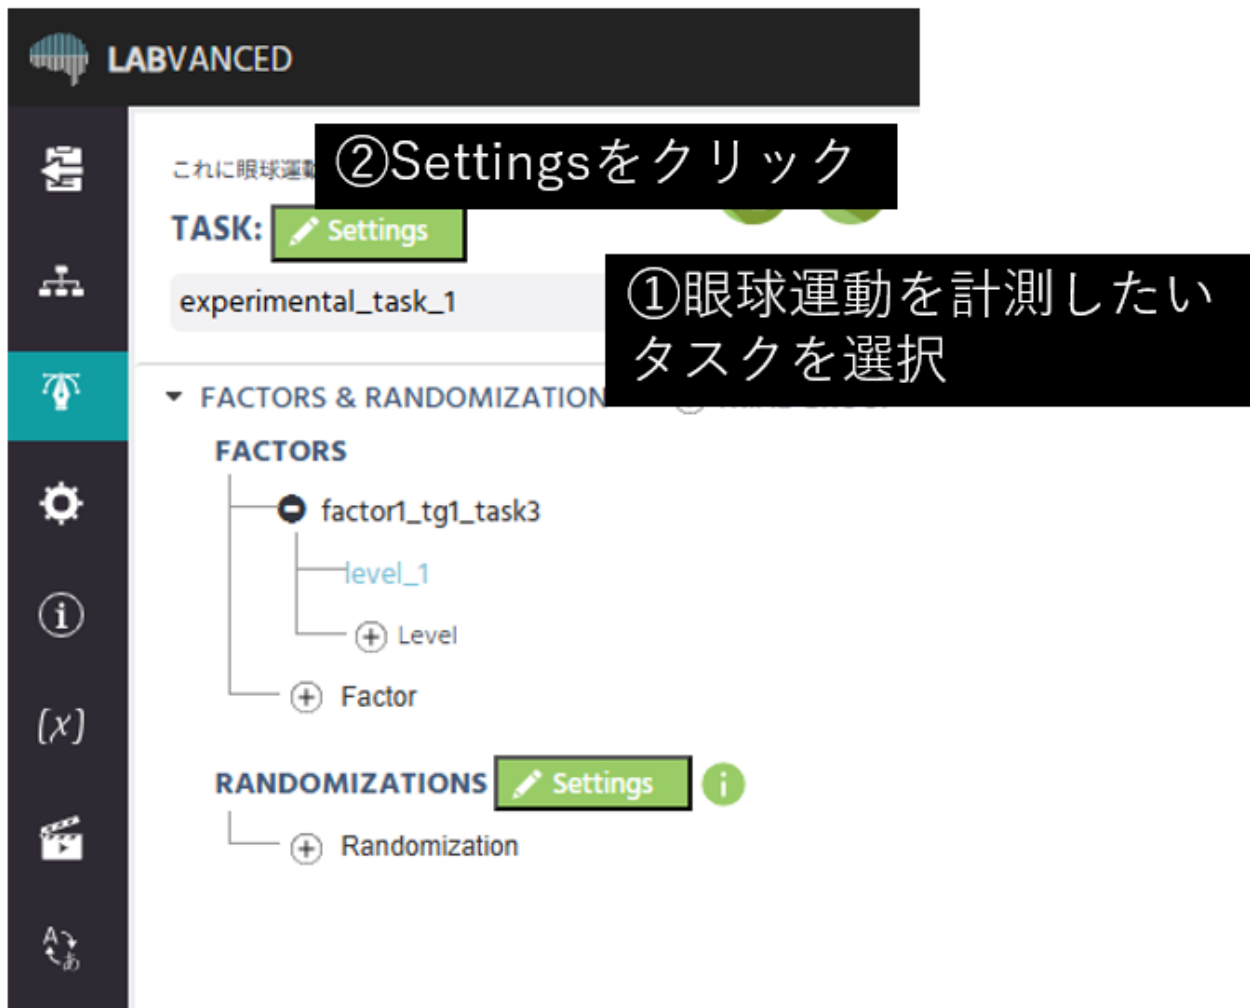 LABVANCED
②Settingsをクリック
これに眼球運動
TASK: Settings
experimental_task_1
①眼球運動を計測したい
タスクを選択
FACTORS & RANDOMIZATION
FACTORS
factor1_tg1_task3
level_1
Level
Factor
RANDOMIZATIONS Settings i
Randomization
i
(x)
A あ